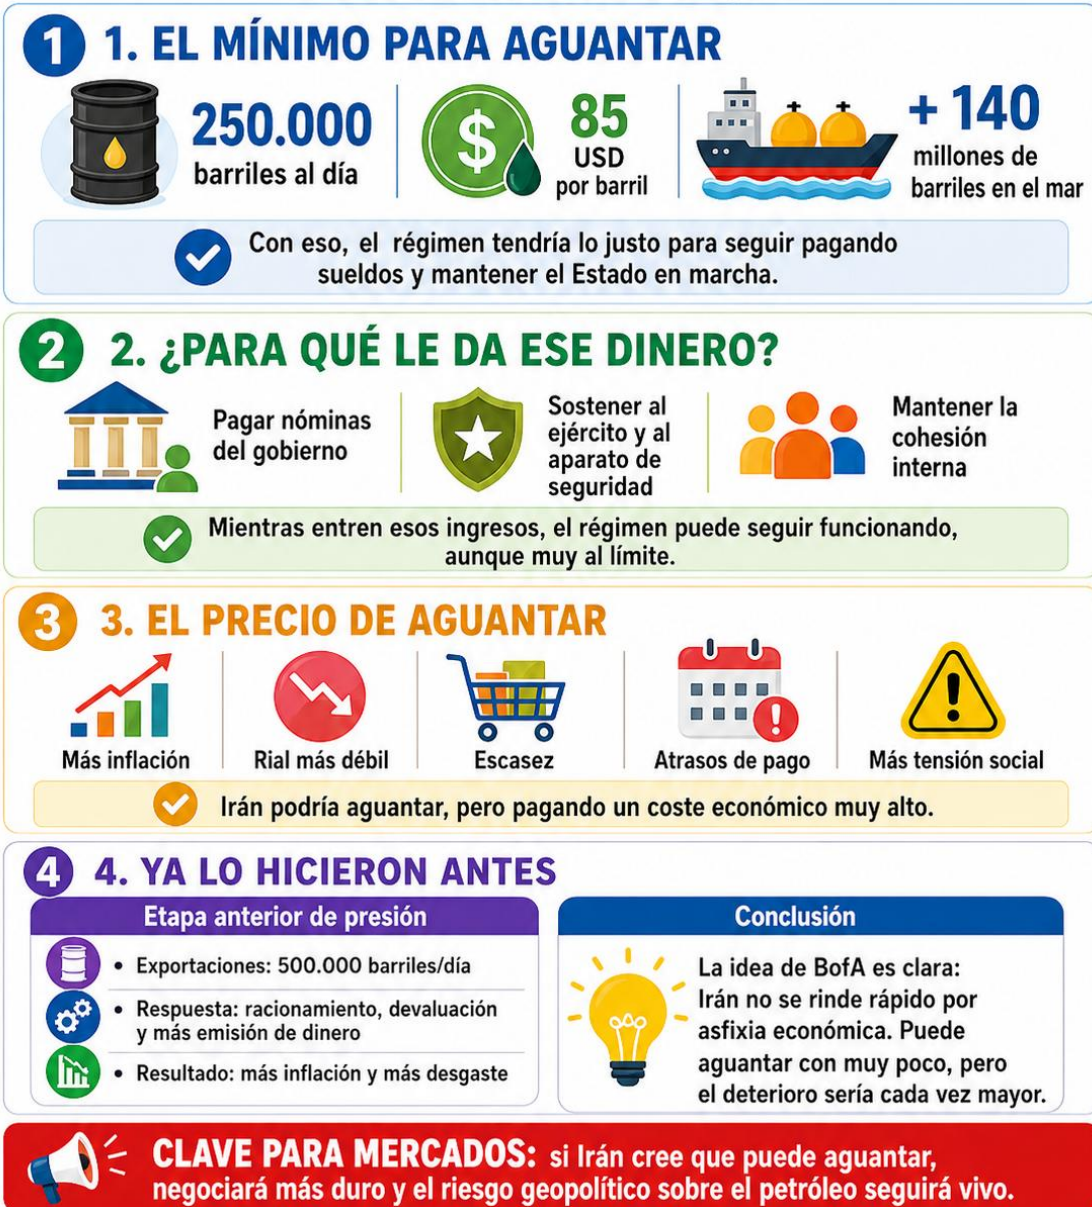 1 1. EL MÍNIMO PARA AGUANTAR
250.000
barriles al día
$
85
USD
por barril
+ 140
millones de
barriles en el mar
Con eso, el régimen tendría lo justo para seguir pagando
sueldos y mantener el Estado en marcha.
2 2. ¿PARA QUÉ LE DA ESE DINERO?
Pagar nóminas
del gobierno
Sostener al
ejército y al
aparato de
seguridad
Mantener la
cohesión
interna
Mientras entren esos ingresos, el régimen puede seguir funcionando,
aunque muy al límite.
3 3. EL PRECIO DE AGUANTAR
Más inflación
Rial más débil
Escasez
Atrasos de pago
Más tensión social
Irán podría aguantar, pero pagando un coste económico muy alto.
4 4. YA LO HICIERON ANTES
Etapa anterior de presión
• Exportaciones: 500.000 barriles/día
• Respuesta: racionamiento, devaluación
y más emisión de dinero
• Resultado: más inflación y más desgaste
Conclusión
La idea de BofA es clara:
Irán no se rinde rápido por
asfixia económica. Puede
aguantar con muy poco, pero
el deterioro sería cada vez mayor.
CLAVE PARA MERCADOS: si Irán cree que puede aguantar,
negociará más duro y el riesgo geopolítico sobre el petróleo seguirá vivo.